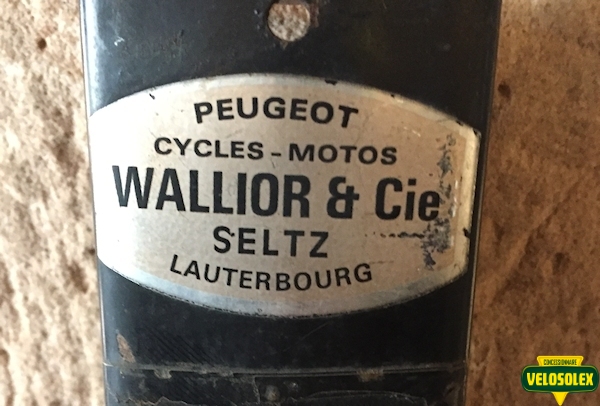 PEUGEOT
CYCLES - MOTOS
WALLIOR & Cie
SELTZ
LAUTERBOURG
CONCESSIONNAIRE
VELOSOLEX